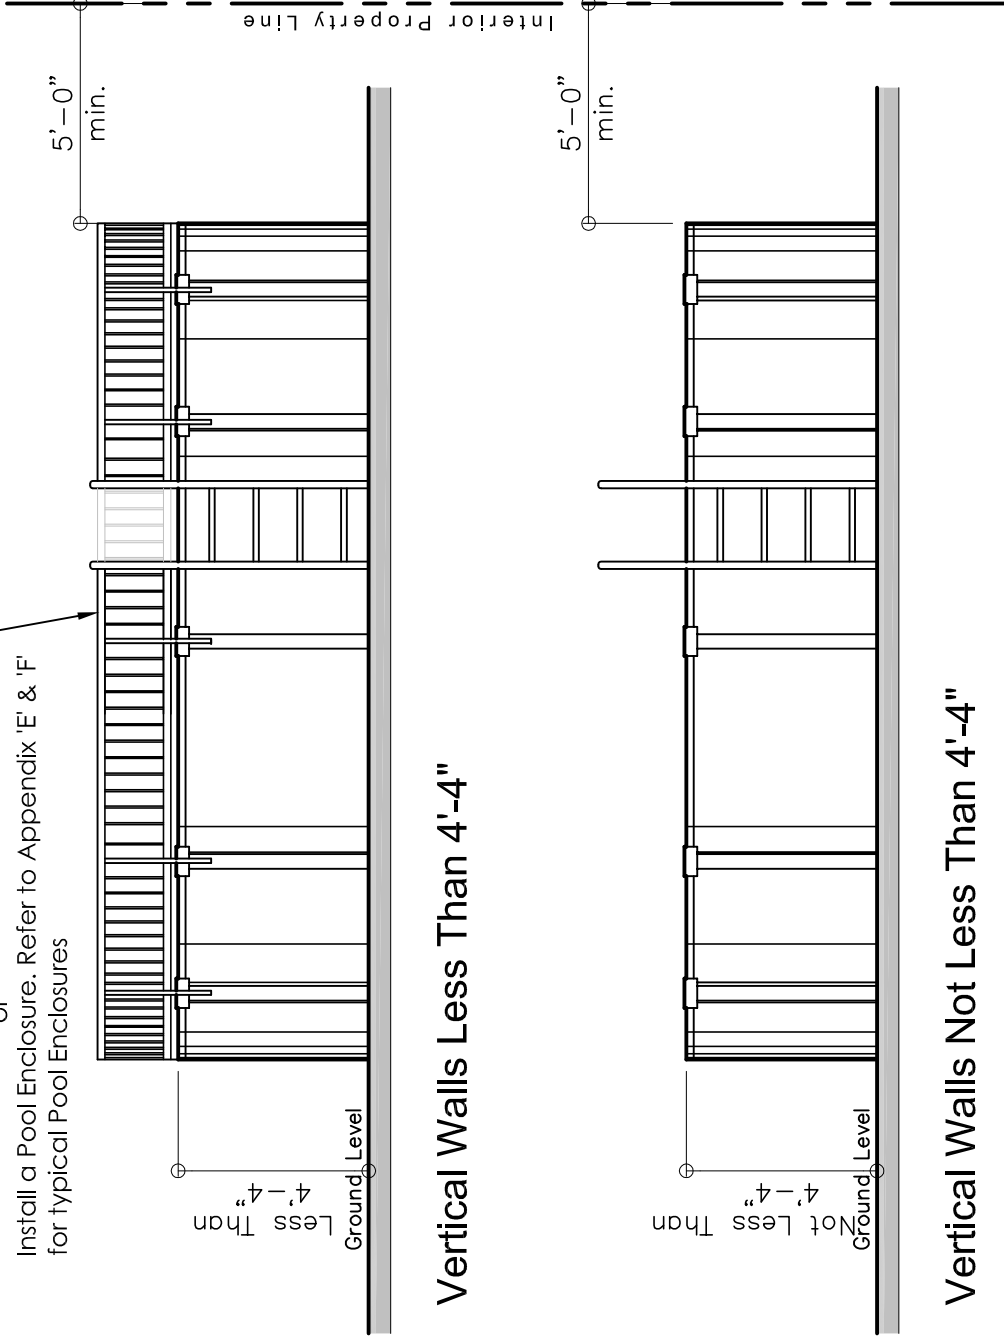 or
Install a Pool Enclosure. Refer to Appendix 'E' & 'F'
for typical Pool Enclosures
5'-0"
min.
Interior Property Line
Less Than
4'-4"
Ground Level
Vertical Walls Less Than 4'-4"
5'-0"
min.
Not Less Than
4'-4"
Ground Level
Vertical Walls Not Less Than 4'-4"